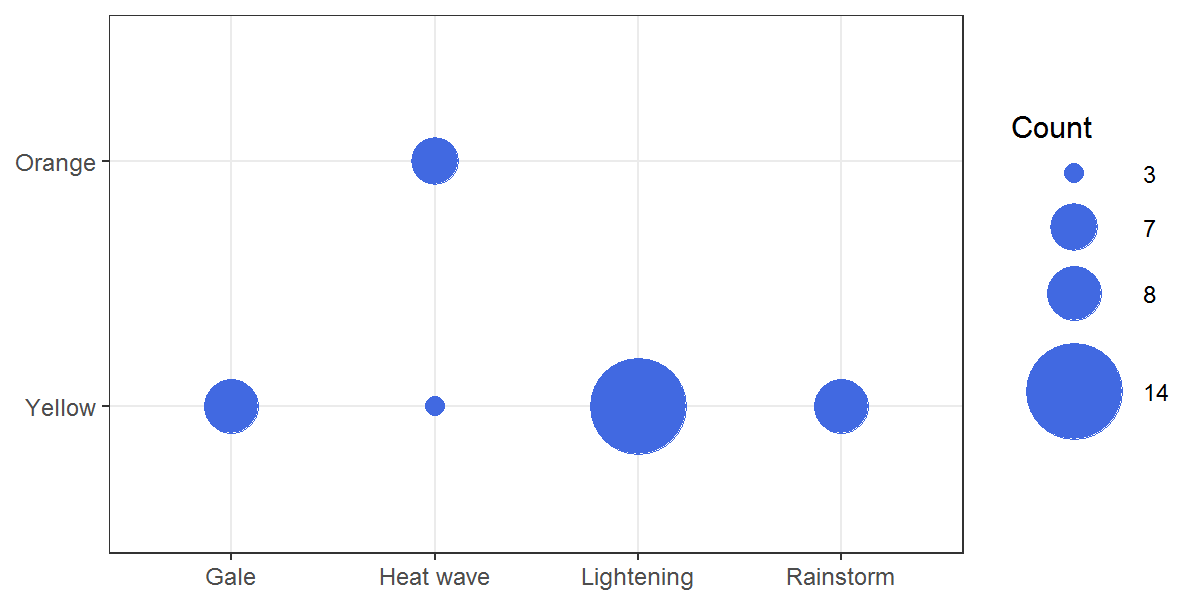 Orange
Yellow
Gale
Heat wave
Lightening
Rainstorm
Count
3
7
8
14